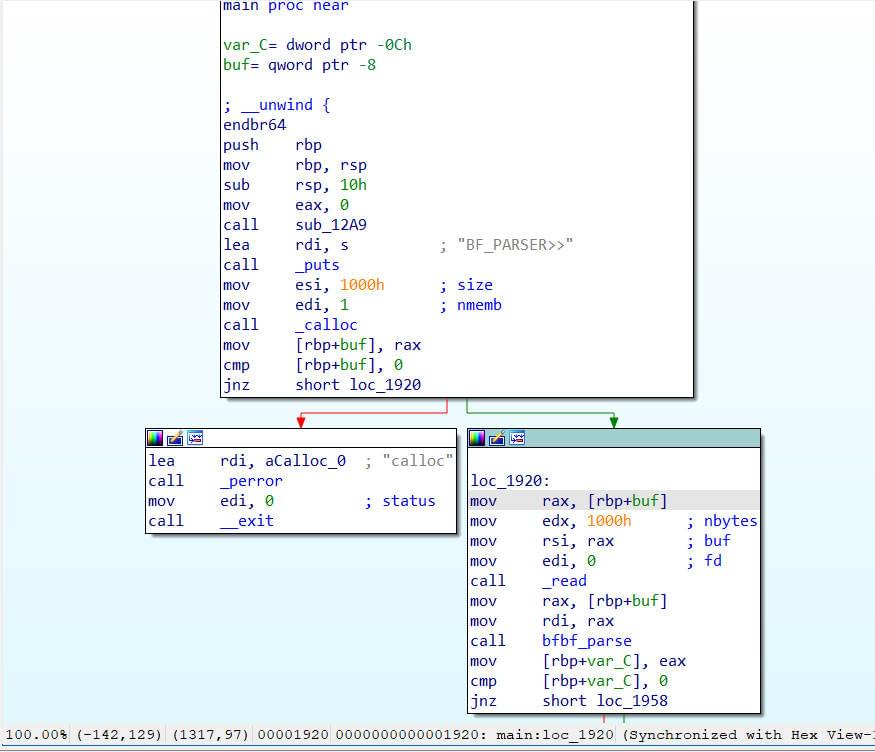 main proc near
var_C= dword ptr -0Ch
buf= qword ptr -8
; __unwind {
endbr64
push rbp
mov rbp, rsp
sub rsp, 10h
mov eax, 0
call sub_12A9
lea rdi, s ; "BF_PARSER>>"
call _puts
mov esi, 1000h ; size
mov edi, 1 ; nmemb
call _calloc
mov [rbp+buf], rax
cmp [rbp+buf], 0
jnz short loc_1920
lea rdi, aCalloc_0 ; "calloc"
call _perror
mov edi, 0 ; status
call __exit
loc_1920:
mov rax, [rbp+buf]
mov edx, 1000h ; nbytes
mov rsi, rax ; buf
mov edi, 0 ; fd
call _read
mov rax, [rbp+buf]
mov rdi, rax
call bfbf_parse
mov [rbp+var_C], eax
cmp [rbp+var_C], 0
jnz short loc_1958
100.00% (-142,129) (1317,97) 00001920 0000000000001920: main:loc_1920 (Synchronized with Hex View-1